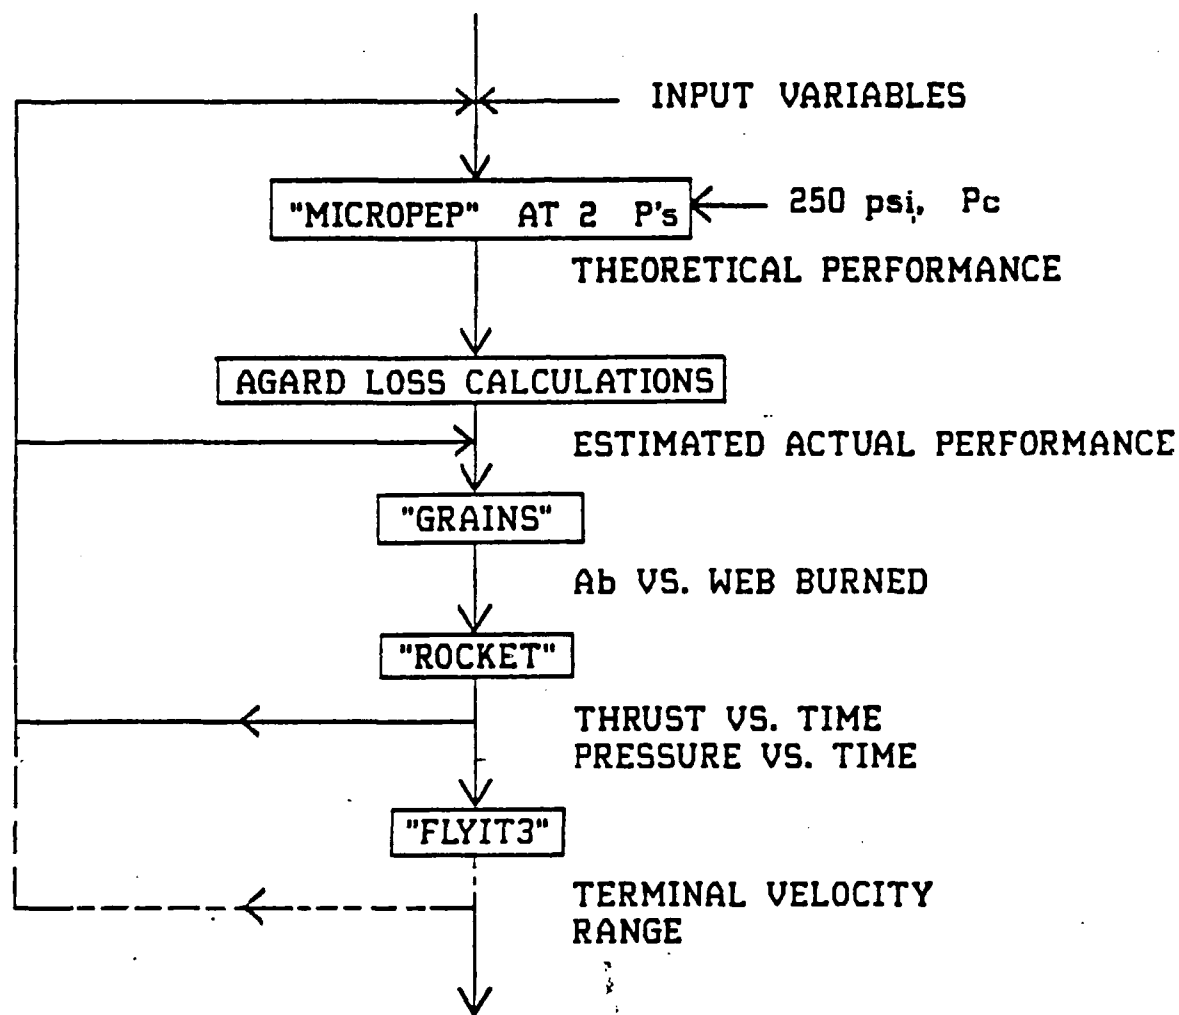 INPUT VARIABLES
"MICROPEP" AT 2 P's
250 psi, Pc
THEORETICAL PERFORMANCE
AGARD LOSS CALCULATIONS
ESTIMATED ACTUAL PERFORMANCE
"GRAINS"
Ab VS. WEB BURNED
"ROCKET"
THRUST VS. TIME
PRESSURE VS. TIME
"FLYIT3"
TERMINAL VELOCITY
RANGE